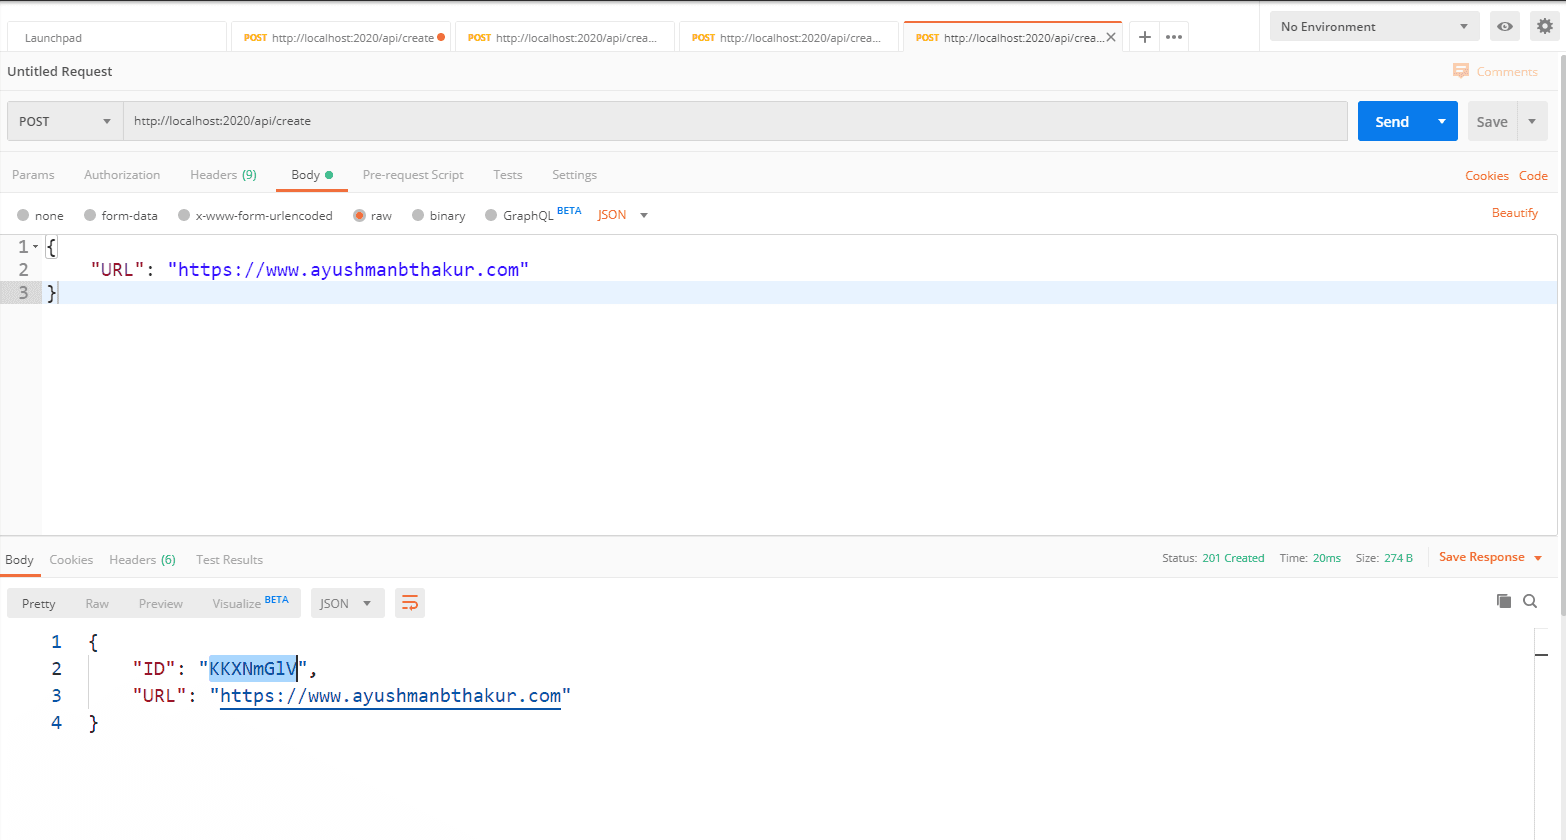 Launchpad
POST http://localhost:2020/api/create
POST http://localhost:2020/api/crea...
POST http://localhost:2020/api/crea...
POST http://localhost:2020/api/crea...
No Environment
Untitled Request
Comments
POST
http://localhost:2020/api/create
Send
Save
Params Authorization Headers (9) Body Pre-request Script Tests Settings
Cookies Code
none form-data x-www-form-urlencoded raw binary GraphQL BETA JSON
Beautify
1 {
2 "URL": "https://www.ayushmanbthakur.com"
3 }
Body Cookies Headers (6) Test Results
Status: 201 Created Time: 20ms Size: 274 B Save Response
Pretty Raw Preview Visualize BETA JSON
1 {
2 "ID": "KKXNmGlV",
3 "URL": "https://www.ayushmanbthakur.com"
4 }